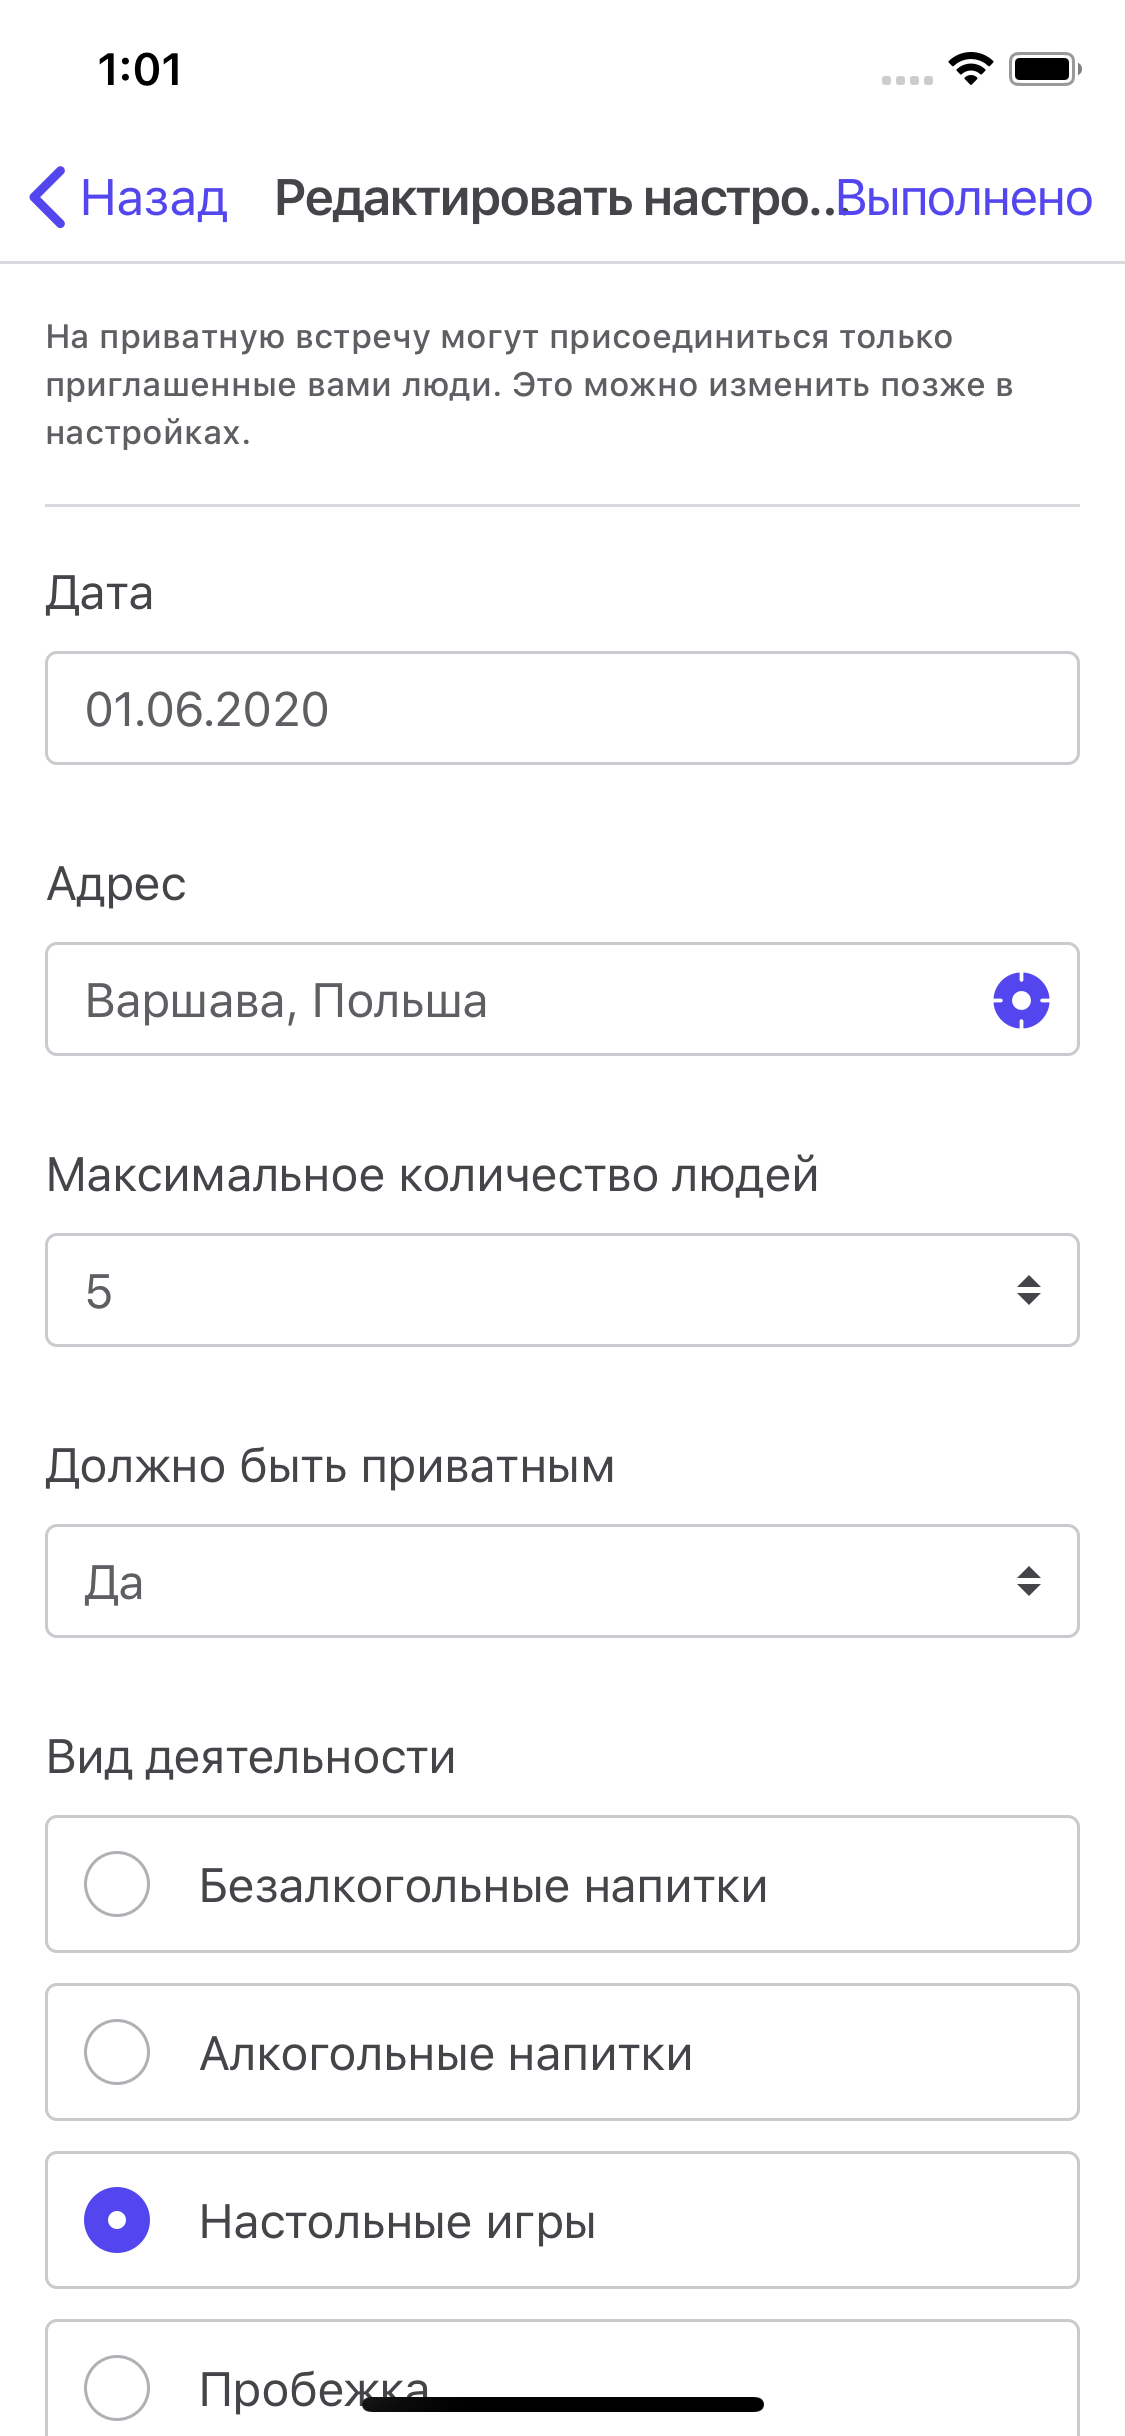 1:01
Назад
Редактировать настро...
Выполнено
На приватную встречу могут присоединиться только
приглашенные вами люди. Это можно изменить позже в
настройках.
Дата
01.06.2020
Адрес
Варшава, Польша
Максимальное количество людей
5
Должно быть приватным
Да
Вид деятельности
Безалкогольные напитки
Алкогольные напитки
Настольные игры
Пробежка